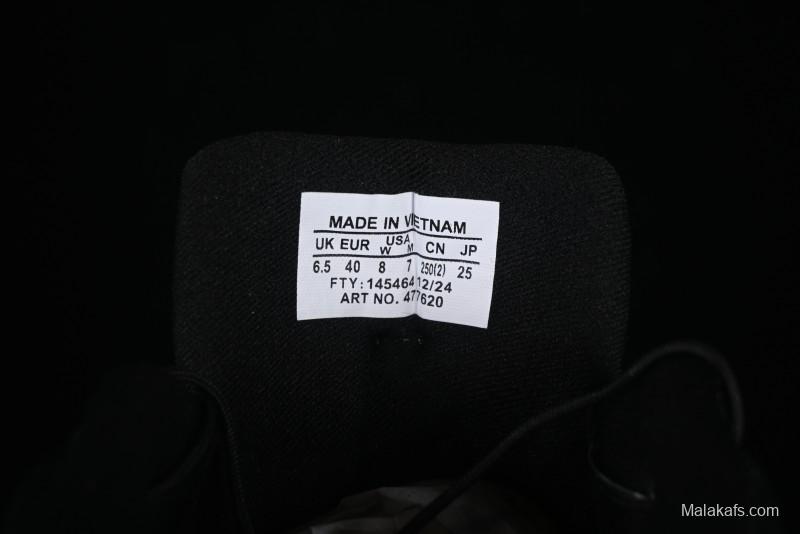 MADE IN VIETNAM
UK EUR USA W M CN JP
6.5 40 8 7 250(2) 25
FTY: 145464 12/24
ART NO. 477620
Malakafs.com